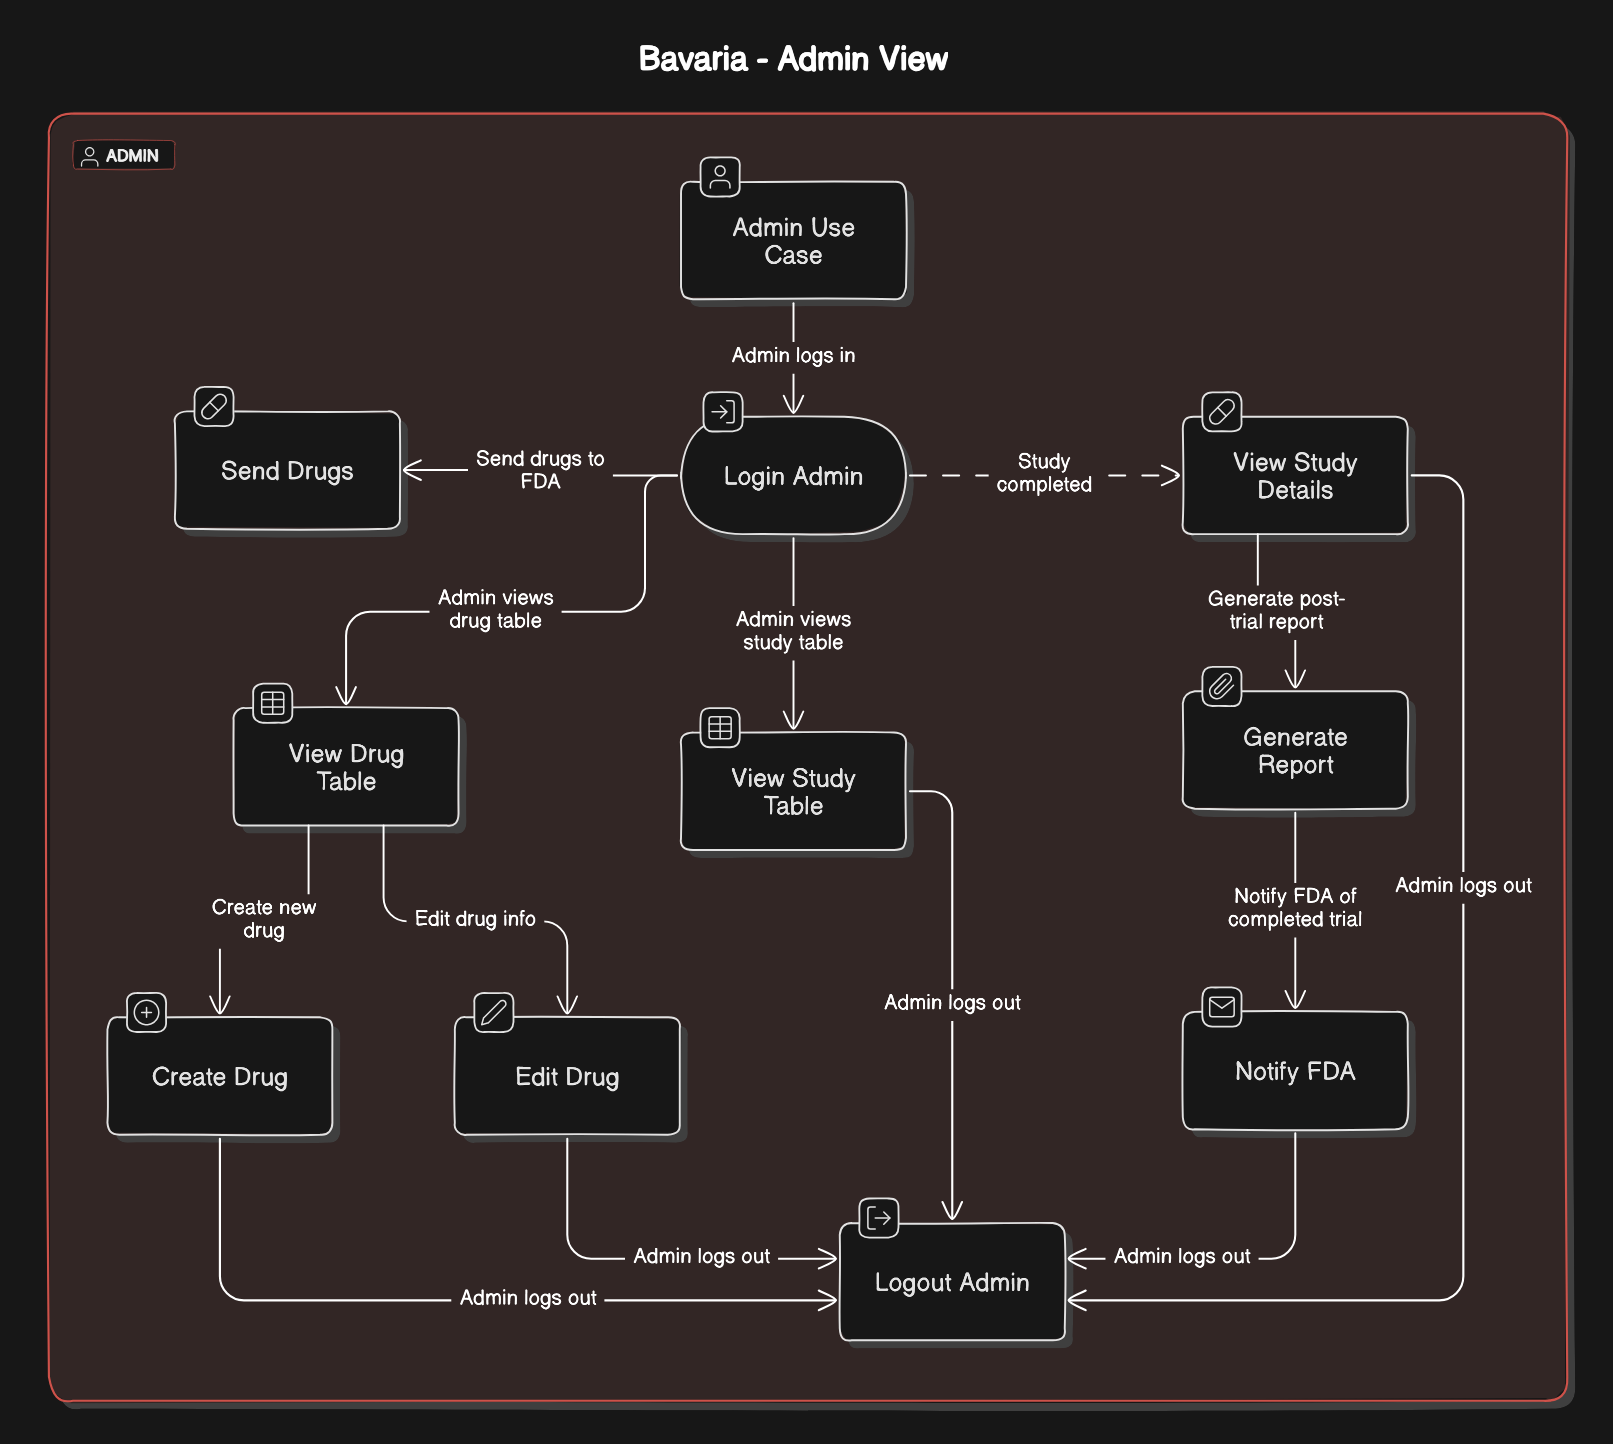 Bavaria - Admin View
ADMIN
Admin Use
Case
Admin logs in
Send Drugs
Send drugs to
FDA
Login Admin
Study
completed
View Study
Details
Admin views
drug table
Admin views
study table
Generate post-
trial report
View Drug
Table
View Study
Table
Generate
Report
Create new
drug
Edit drug info
Notify FDA of
completed trial
Admin logs out
Admin logs out
Create Drug
Edit Drug
Notify FDA
Admin logs out
Admin logs out
Logout Admin
Admin logs out